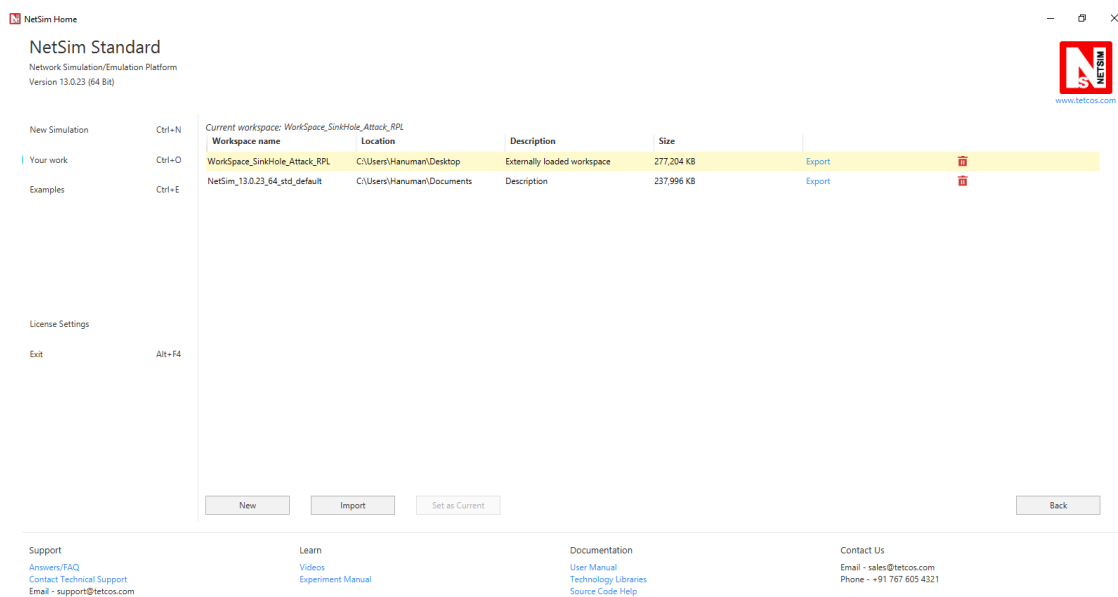 NetSim Home
NetSim Standard
Network Simulation/Emulation Platform
Version 13.0.23 (64 Bit)
NETSIM
www.tetcos.com
New Simulation Ctrl+N
Your work Ctrl+O
Examples Ctrl+E
License Settings
Exit Alt+F4
Current workspace: WorkSpace_SinkHole_Attack_RPL
Workspace name Location Description Size
WorkSpace_SinkHole_Attack_RPL C:\Users\Hanuman\Desktop Externally loaded workspace 277,204 KB Export
NetSim_13.0.23_64_std_default C:\Users\Hanuman\Documents Description 237,996 KB Export
New Import Set as Current Back
Support Learn Documentation Contact Us
Answers/FAQ Videos User Manual Email - sales@tetcos.com
Contact Technical Support Experiment Manual Technology Libraries Phone - +91 767 605 4321
Email - support@tetcos.com Source Code Help